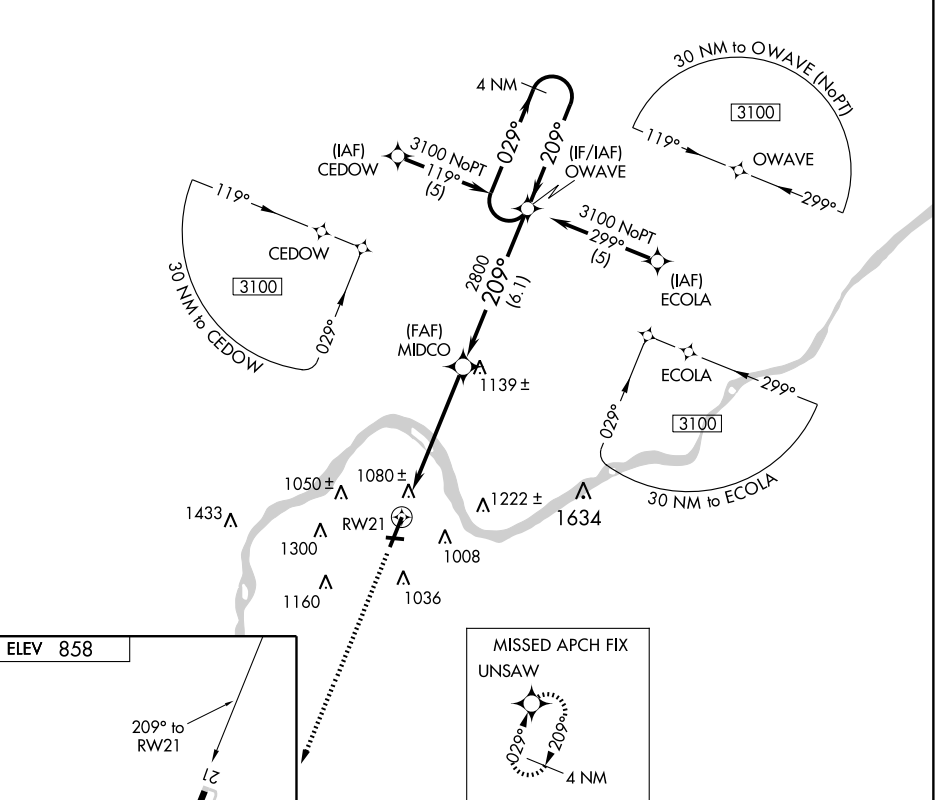 30 NM to OWAVE (NoPT)
3100
119°
OWAVE
299°
4 NM
029°
209°
(IAF)
CEDOW
3100 NoPT
119°
(5)
(IF/IAF)
OWAVE
3100 NoPT
299°
(5)
(IAF)
ECOLA
119°
CEDOW
3100
029°
30 NM to CEDOW
2800
209°
(6.1)
(FAF)
MIDCO
1139 ±
ECOLA
299°
029°
3100
30 NM to ECOLA
1050 ±
1080 ±
1433
RW21
1222 ±
1634
1300
1008
1160
1036
ELEV 858
209° to
RW21
21
MISSED APCH FIX
UNSAW
029°
209°
4 NM